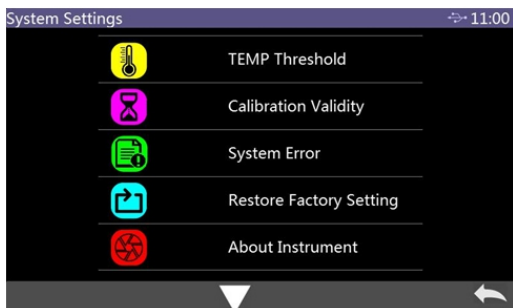 System Settings 11:00
TEMP Threshold
Calibration Validity
System Error
Restore Factory Setting
About Instrument